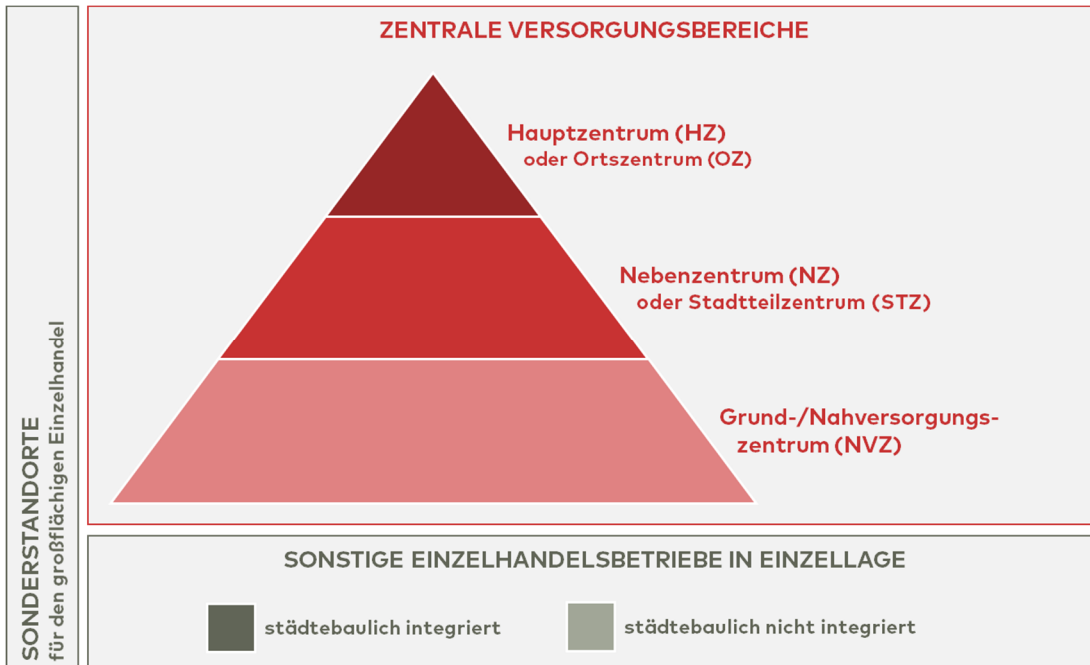 ZENTRALE VERSORGUNGSBEREICHE
Hauptzentrum (HZ)
oder Ortszentrum (OZ)
Nebenzentrum (NZ)
oder Stadtteilzentrum (STZ)
Grund-/Nahversorgungs-
zentrum (NVZ)
SONDERSTANDORTE
für den großflächigen Einzelhandel
SONSTIGE EINZELHANDELSBETRIEBE IN EINZELLAGE
städtebaulich integriert
städtebaulich nicht integriert